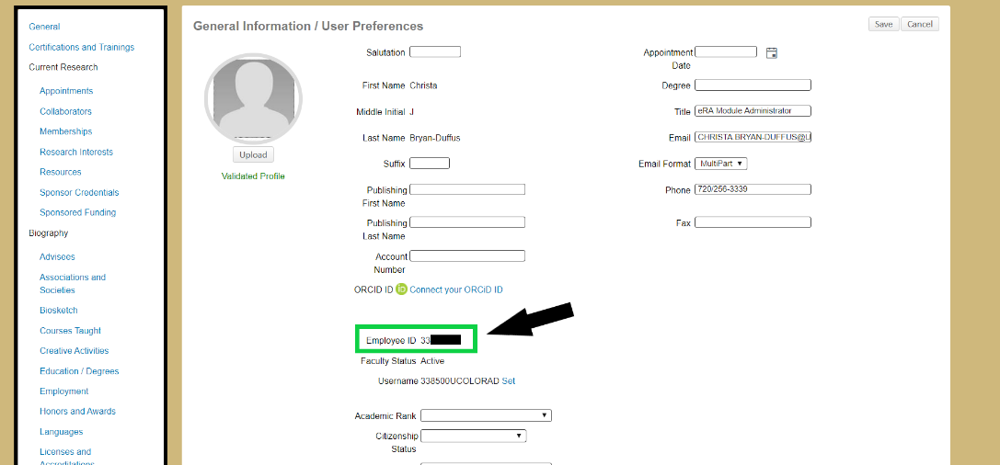 General
Certifications and Trainings
Current Research
Appointments
Collaborators
Memberships
Research Interests
Resources
Sponsor Credentials
Sponsored Funding
Biography
Advisees
Associations and
Societies
Biosketch
Courses Taught
Creative Activities
Education / Degrees
Employment
Honors and Awards
Languages
Licenses and
Accreditations
General Information / User Preferences
Save Cancel
Upload
Validated Profile
Salutation
First Name Christa
Middle Initial J
Last Name Bryan-Duffus
Suffix
Publishing
First Name
Publishing
Last Name
Account
Number
ORCID ID iD Connect your ORCiD ID
Employee ID 33
Faculty Status Active
Username 338500UCOLORAD Set
Academic Rank
Citizenship
Status
Appointment
Date
Degree
Title eRA Module Administrator
Email CHRISTA.BRYAN-DUFFUS@U
Email Format MultiPart
Phone 720/256-3339
Fax